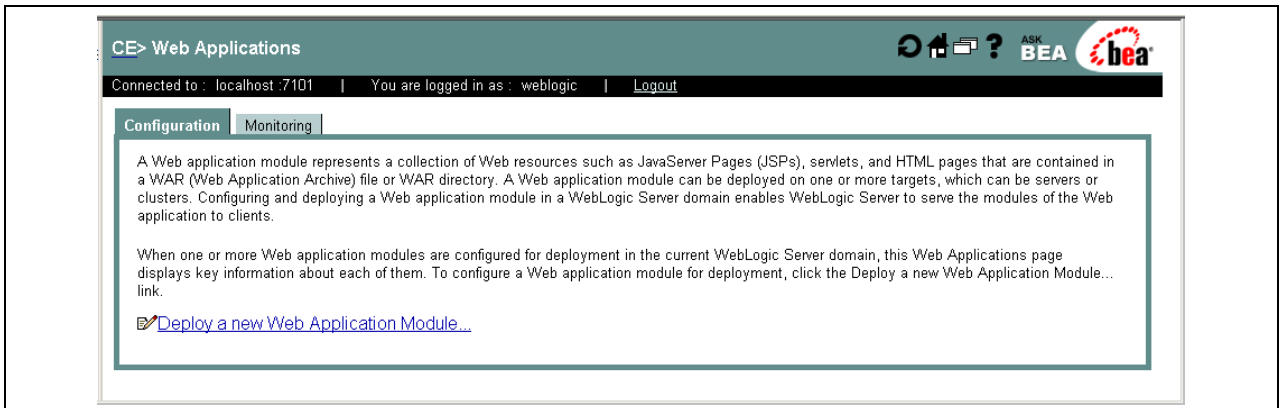 CE> Web Applications
? ASK BEA bea
Connected to : localhost :7101 | You are logged in as : weblogic | Logout
Configuration Monitoring
A Web application module represents a collection of Web resources such as JavaServer Pages (JSPs), servlets, and HTML pages that are contained in
a WAR (Web Application Archive) file or WAR directory. A Web application module can be deployed on one or more targets, which can be servers or
clusters. Configuring and deploying a Web application module in a WebLogic Server domain enables WebLogic Server to serve the modules of the Web
application to clients.
When one or more Web application modules are configured for deployment in the current WebLogic Server domain, this Web Applications page
displays key information about each of them. To configure a Web application module for deployment, click the Deploy a new Web Application Module...
link.
Deploy a new Web Application Module...